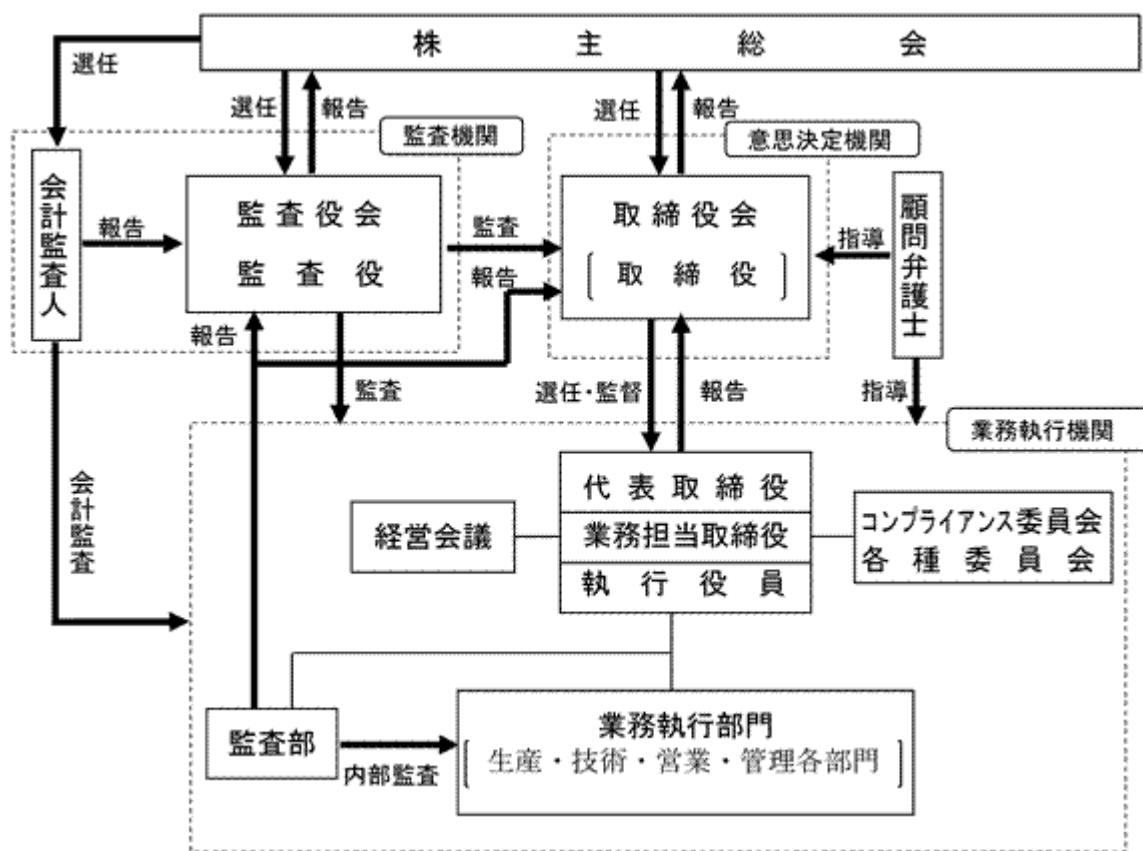 株主総会
選任
選任
報告
選任
報告
監査機関
意思決定機関
会計監査人
報告
監査役会
監査役
監査
報告
取締役会
〔取締役〕
指導
顧問弁護士
報告
監査
選任・監督
報告
指導
業務執行機関
会計監査
経営会議
代表取締役
業務担当取締役
執行役員
コンプライアンス委員会
各種委員会
監査部
内部監査
業務執行部門
〔生産・技術・営業・管理各部門〕